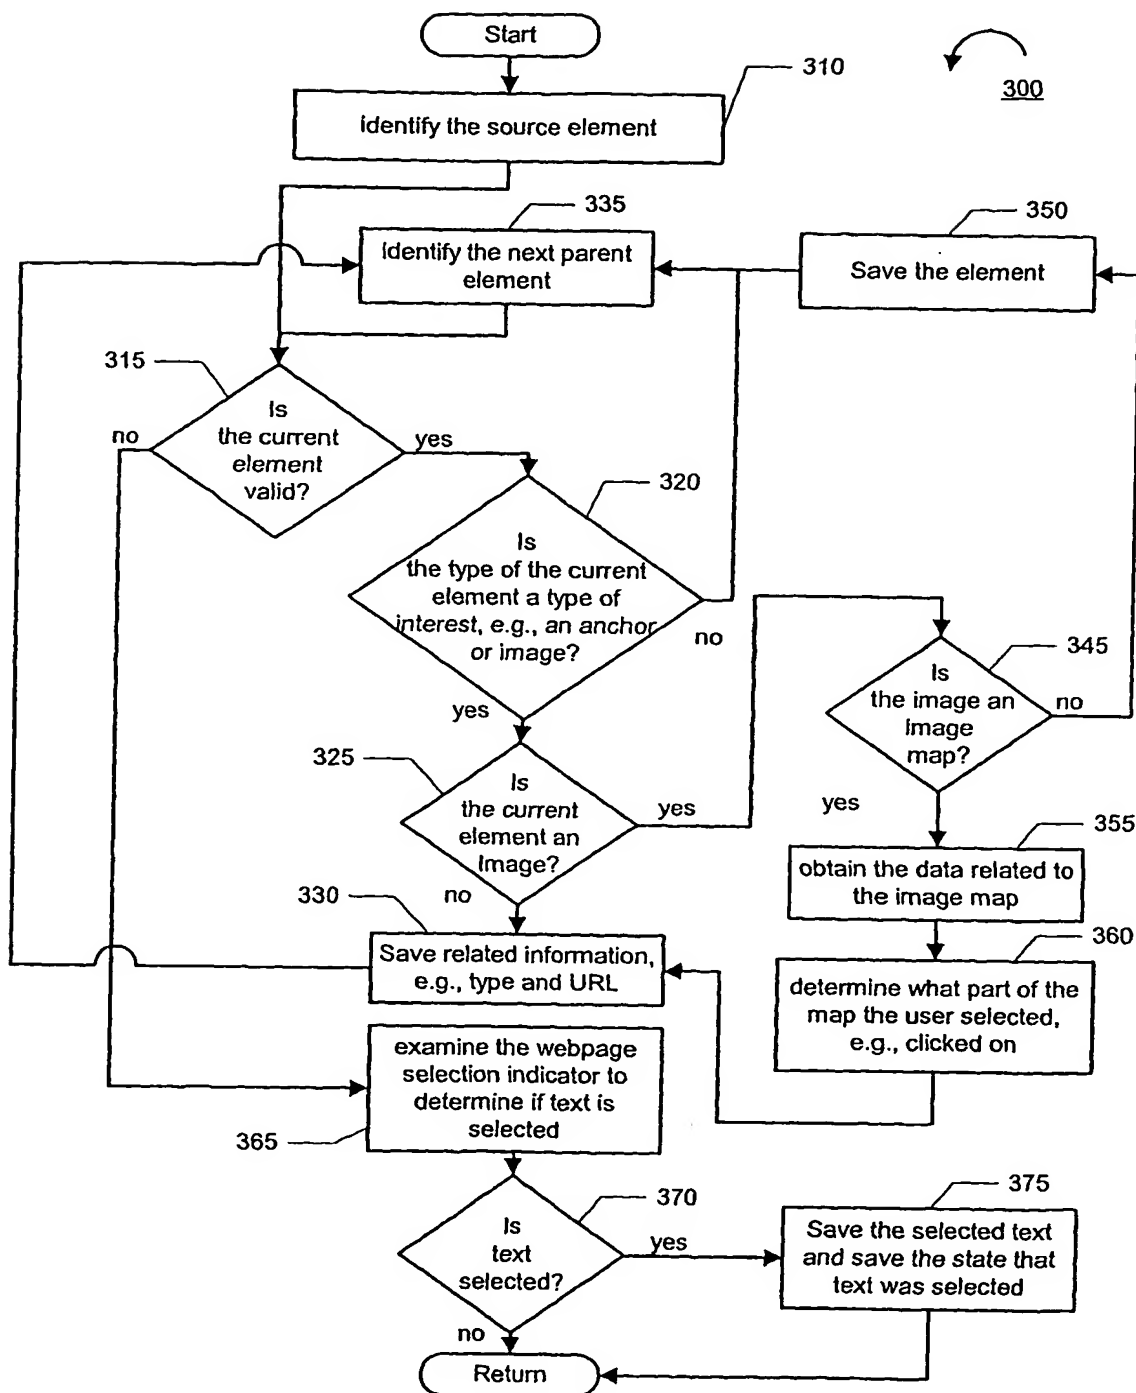 Start
310
300
identify the source element
335
350
identify the next parent
element
Save the element
315
Is
the current
element
valid?
no
yes
320
Is
the type of the current
element a type of
interest, e.g., an anchor
or image?
no
yes
345
Is
the image an
image
map?
no
yes
325
Is
the current
element an
image?
yes
no
355
obtain the data related to
the image map
330
Save related information,
e.g., type and URL
360
determine what part of the
map the user selected,
e.g., clicked on
examine the webpage
selection indicator to
determine if text is
selected
365
370
Is
text
selected?
yes
no
375
Save the selected text
and save the state that
text was selected
Return